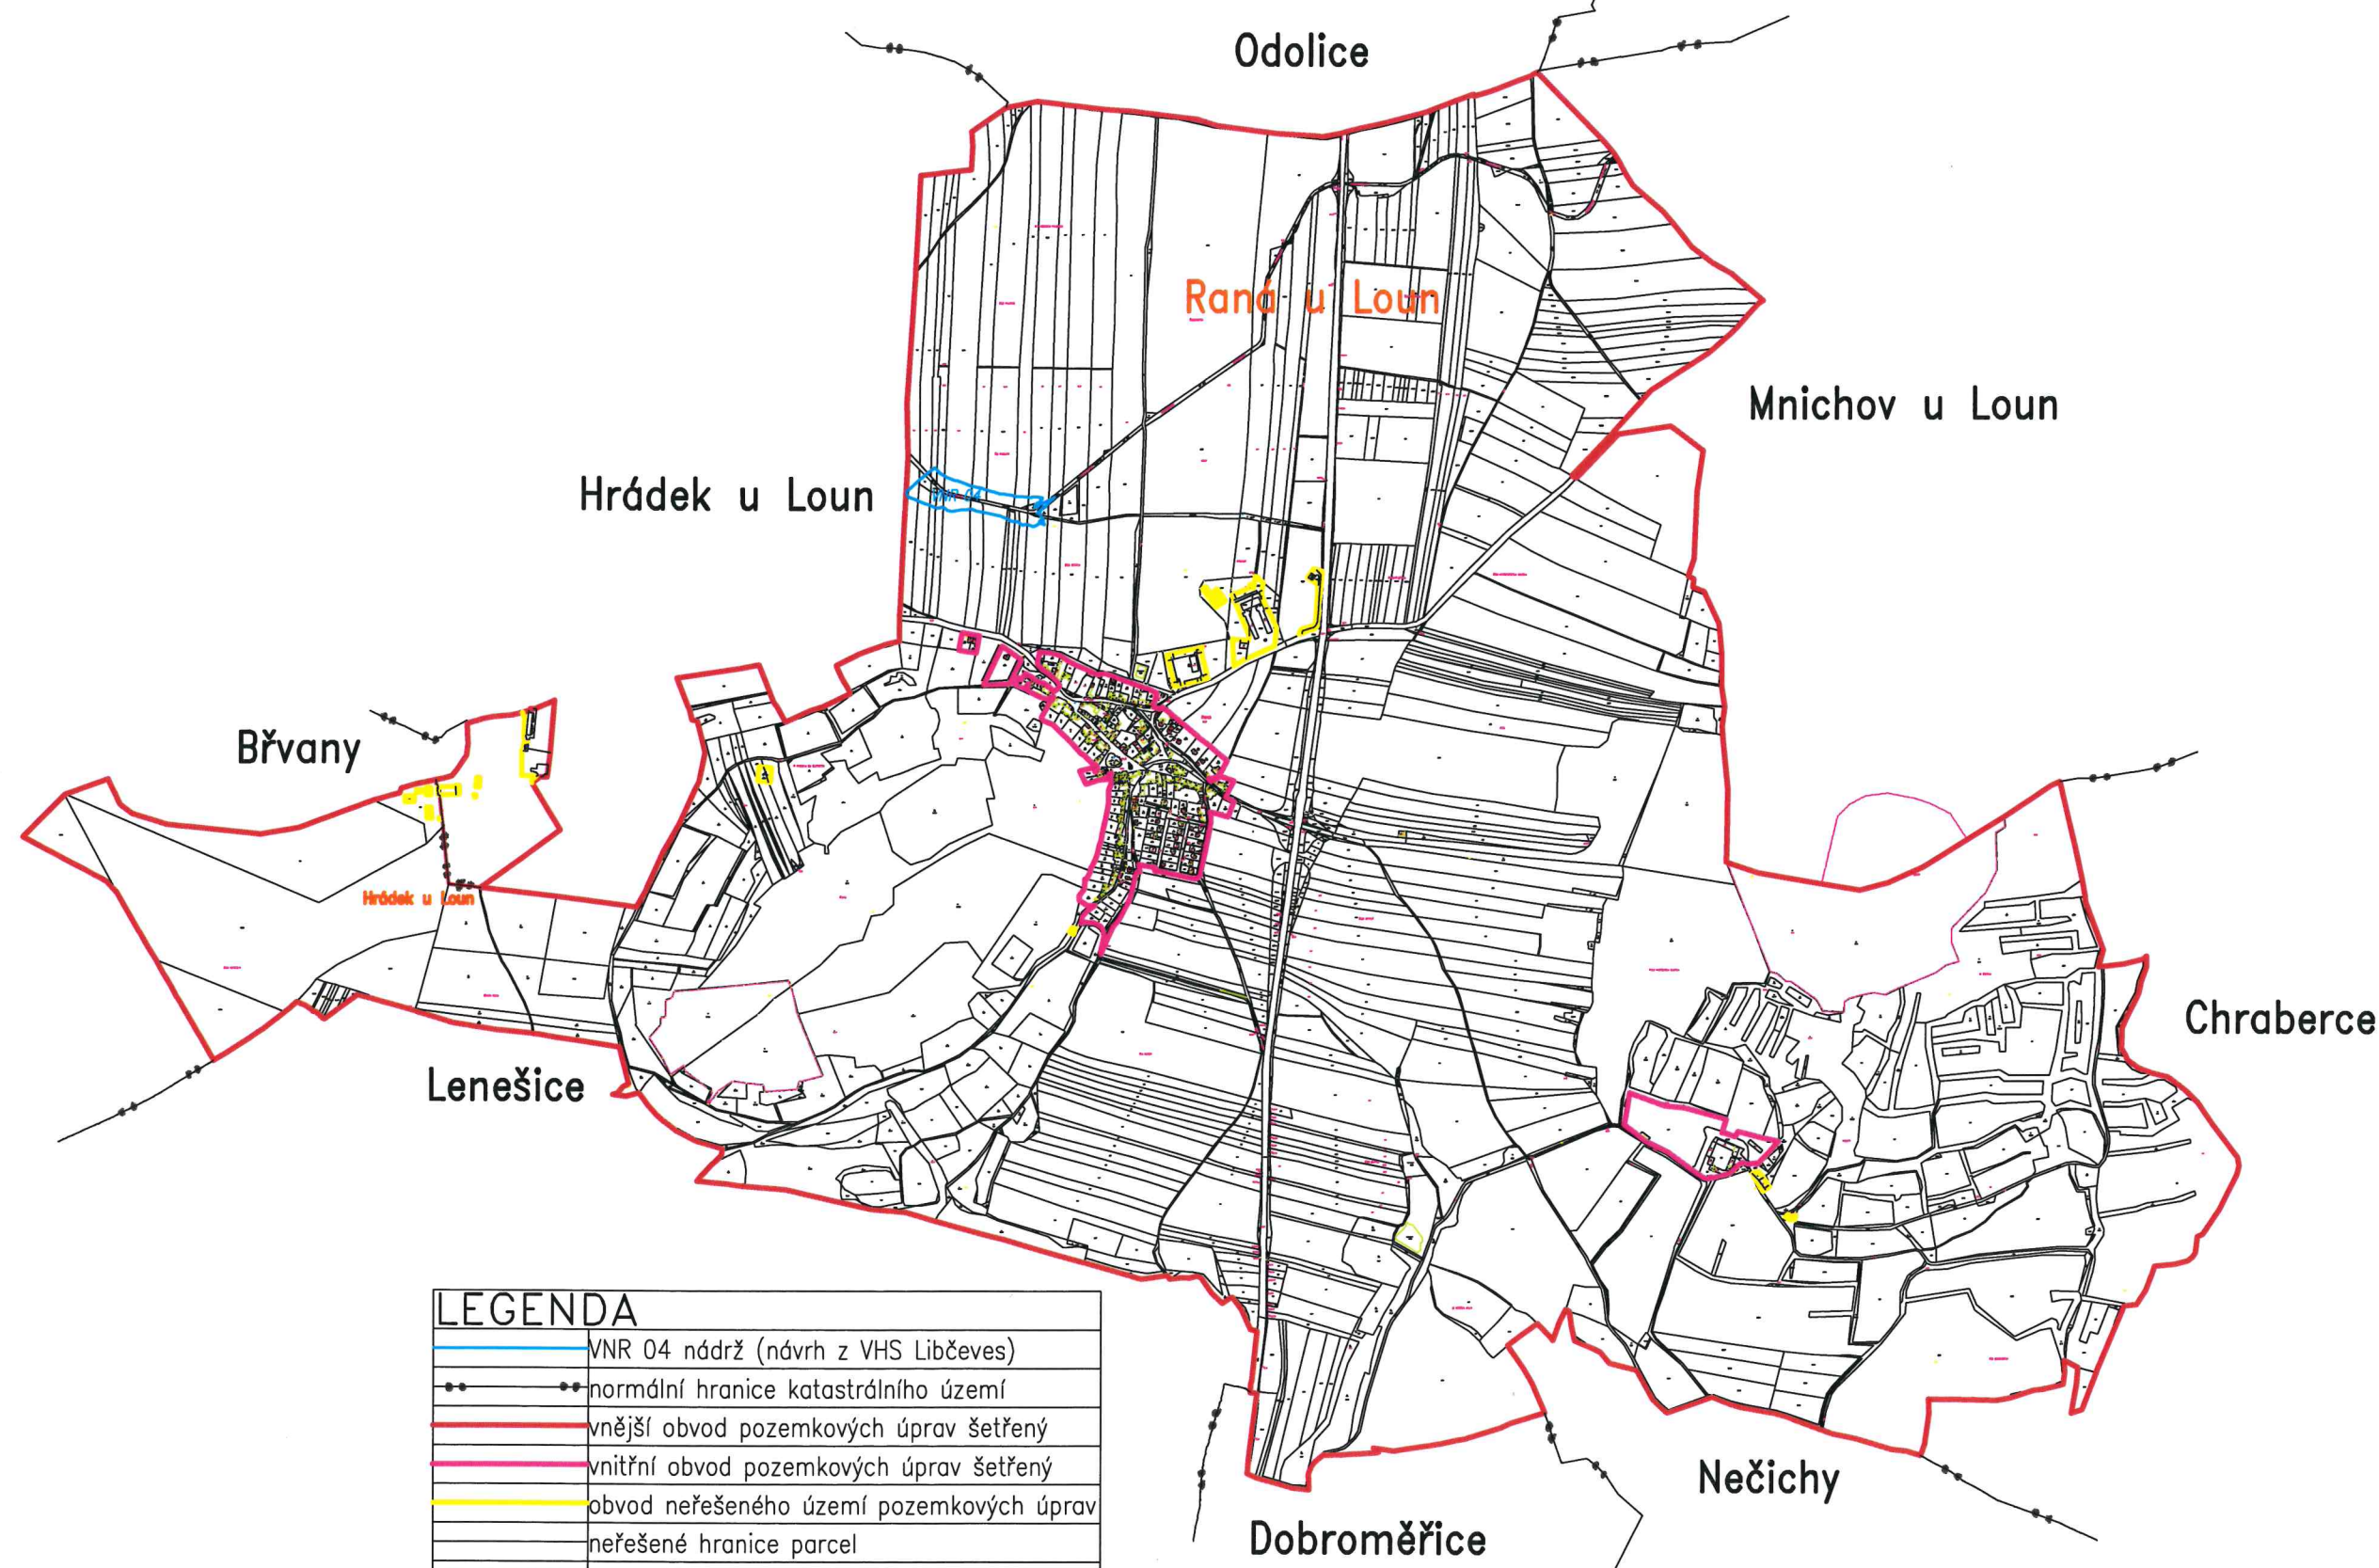 Odolice
Raná u Loun
Mnichov u Loun
Hrádek u Loun
VNR 04
Břvany
Hrádek u Loun
Chraberce
Lenešice
LEGENDA
VNR 04 nádrž (návrh z VHS Libčeves)
normální hranice katastrálního území
vnější obvod pozemkových úprav šetřený
vnitřní obvod pozemkových úprav šetřený
obvod neřešeného území pozemkových úprav
neřešené hranice parcel
Nečichy
Dobroměřice